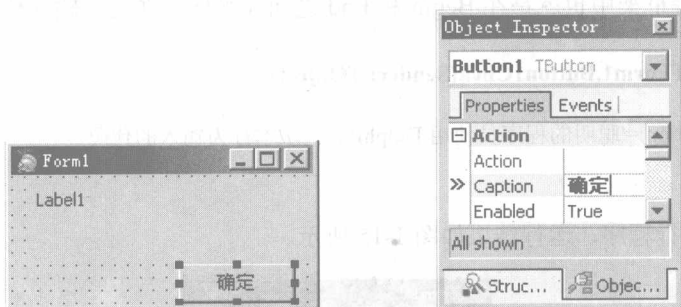 Form1
Label1
确定
Object Inspector
Button1 TButton
Properties Events
Action
Action
Caption 确定
Enabled True
All shown
Struc... Objec...